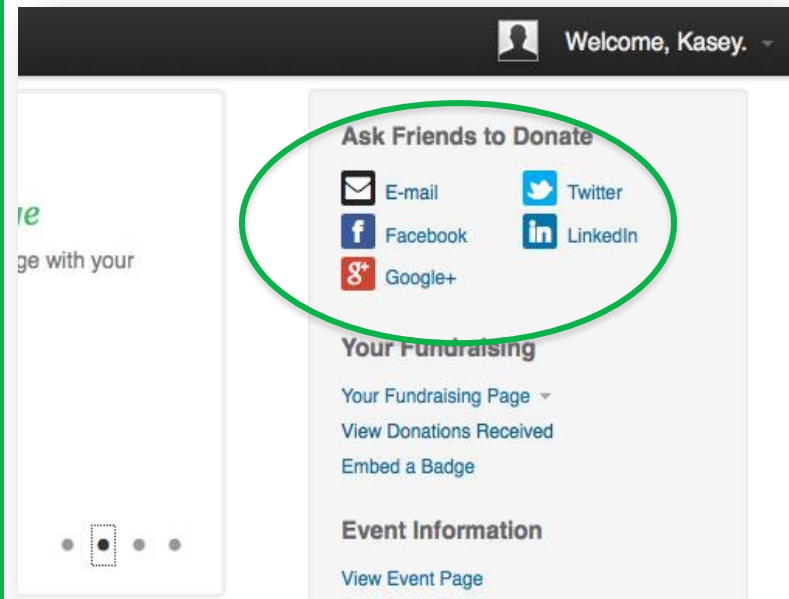 Welcome, Kasey.
ge with your
Ask Friends to Donate
E-mail
Twitter
Facebook
LinkedIn
Google+
Your Fundraising
Your Fundraising Page
View Donations Received
Embed a Badge
Event Information
View Event Page